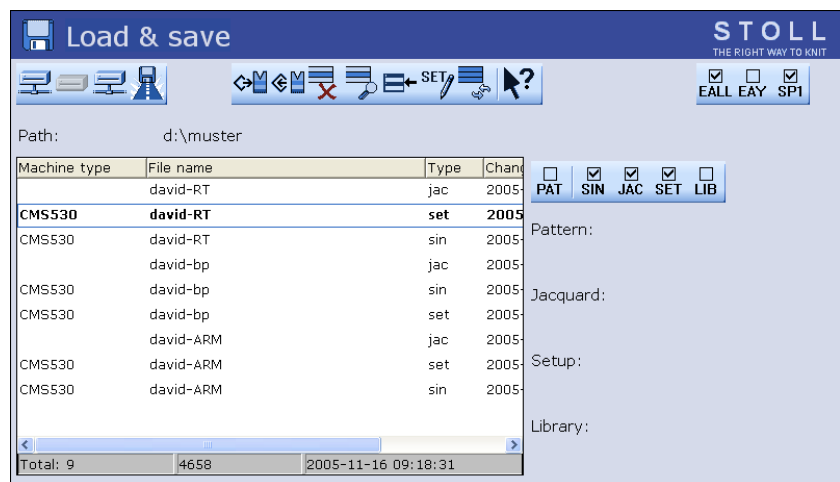 Load & save
STOLL
THE RIGHT WAY TO KNIT
SET
?
EALL EAY SP1
Path: d:\muster
Machine type File name Type Chang
david-RT jac 2005-
CMS530 david-RT set 2005
CMS530 david-RT sin 2005-
david-bp jac 2005-
CMS530 david-bp sin 2005-
CMS530 david-bp set 2005-
david-ARM jac 2005-
CMS530 david-ARM set 2005-
CMS530 david-ARM sin 2005-
Total: 9 4658 2005-11-16 09:18:31
PAT SIN JAC SET LIB
Pattern:
Jacquard:
Setup:
Library: